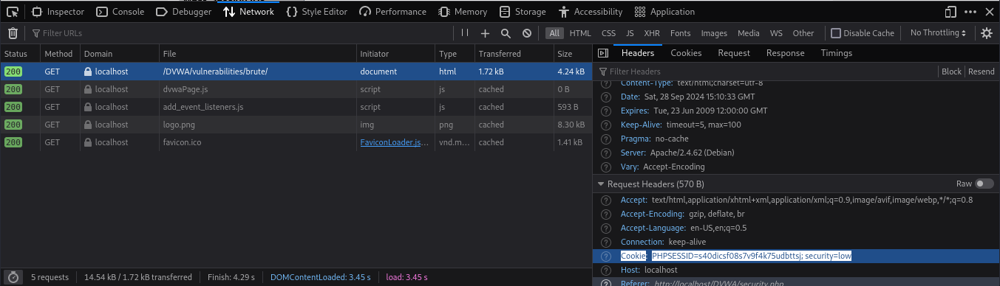 Inspector Console Debugger Network Style Editor Performance Memory Storage Accessibility Application
Filter URLs All HTML CSS JS XHR Fonts Images Media WS Other Disable Cache No Throttling
Status Method Domain File Initiator Type Transferred Size
200 GET localhost /DVWA/vulnerabilities/brute/ document html 1.72 kB 4.24 kB
200 GET localhost dvwaPage.js script js cached 0 B
200 GET localhost add_event_listeners.js script js cached 593 B
200 GET localhost logo.png img png cached 8.30 kB
200 GET localhost favicon.ico FaviconLoader.js... vnd.m... cached 1.41 kB
5 requests 14.54 kB / 1.72 kB transferred Finish: 4.29 s DOMContentLoaded: 3.45 s load: 3.45 s
Headers Cookies Request Response Timings
Filter Headers Block Resend
Content-Type: text/html;charset=utf-8
Date: Sat, 28 Sep 2024 15:10:33 GMT
Expires: Tue, 23 Jun 2009 12:00:00 GMT
Keep-Alive: timeout=5, max=100
Pragma: no-cache
Server: Apache/2.4.62 (Debian)
Vary: Accept-Encoding
Request Headers (570 B) Raw
Accept: text/html,application/xhtml+xml,application/xml;q=0.9,image/avif,image/webp,*/*;q=0.8
Accept-Encoding: gzip, deflate, br
Accept-Language: en-US,en;q=0.5
Connection: keep-alive
Cookie: PHPSESSID=s40dicsf08s7v9f4k75udbttsj; security=low
Host: localhost
Referer: http://localhost/DVWA/security.php